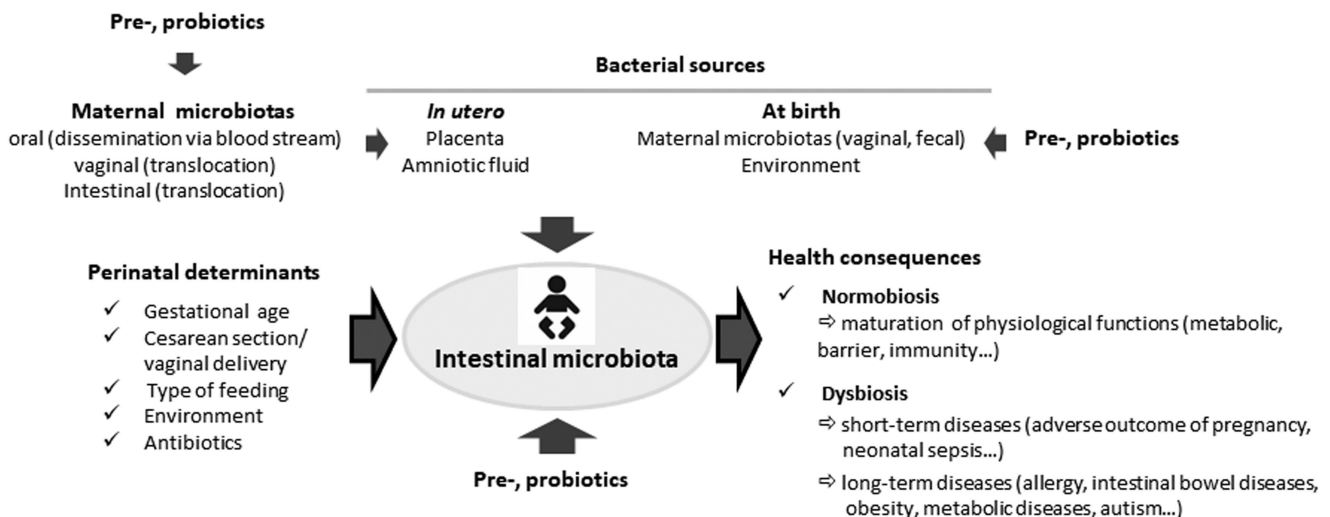 Pre-, probiotics
Bacterial sources
Maternal microbiotas
oral (dissemination via blood stream)
vaginal (translocation)
Intestinal (translocation)
In utero
Placenta
Amniotic fluid
At birth
Maternal microbiotas (vaginal, fecal)
Environment
Pre-, probiotics
Perinatal determinants
✓ Gestational age
✓ Cesarean section/
vaginal delivery
✓ Type of feeding
✓ Environment
✓ Antibiotics
Intestinal microbiota
Pre-, probiotics
Health consequences
✓ Normobiosis
⇨ maturation of physiological functions (metabolic,
barrier, immunity...)
✓ Dysbiosis
⇨ short-term diseases (adverse outcome of pregnancy,
neonatal sepsis...)
⇨ long-term diseases (allergy, intestinal bowel diseases,
obesity, metabolic diseases, autism...)